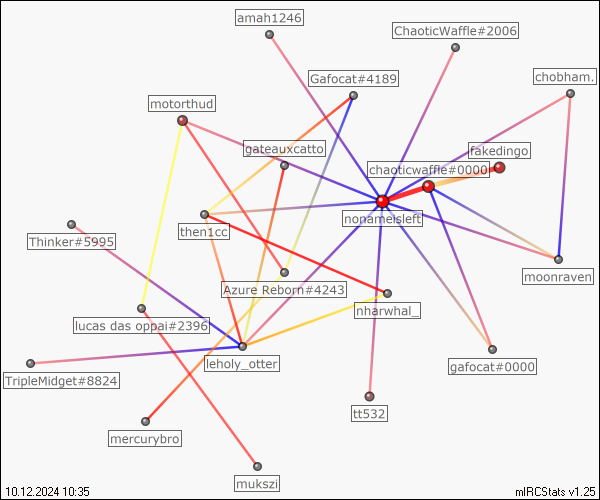 amah1246
ChaoticWaffle#2006
Gafocat#4189
chobham.
motorthud
gateauxcatto
fakedingo
chaoticwaffle#0000
nonameisleft
then1cc
Thinker#5995
moonraven
Azure Reborn#4243
nharwhal_
lucas das oppai#2396
leholy_otter
gafocat#0000
TripleMidget#8824
tt532
mercurybro
mukszi
10.12.2024 10:35
mIRCStats v1.25